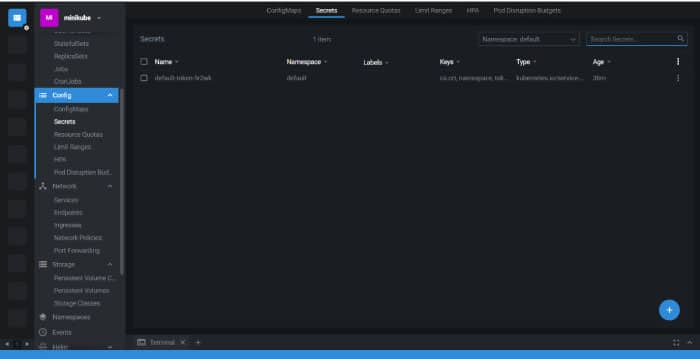 MI minikube
ConfigMaps Secrets Resource Quotas Limit Ranges HPA Pod Disruption Budgets
StatefulSets
ReplicaSets
Jobs
CronJobs
Config
ConfigMaps
Secrets
Resource Quotas
Limit Ranges
HPA
Pod Disruption Bud...
Network
Services
Endpoints
Ingresses
Network Policies
Port Forwarding
Storage
Persistent Volume C...
Persistent Volumes
Storage Classes
Namespaces
Events
Helm
Secrets 1 item Namespace: default Search Secrets...
Name Namespace Labels Keys Type Age
default default ca.crt, namespace, tok... kubernetes.io/service... 38m
Terminal
1